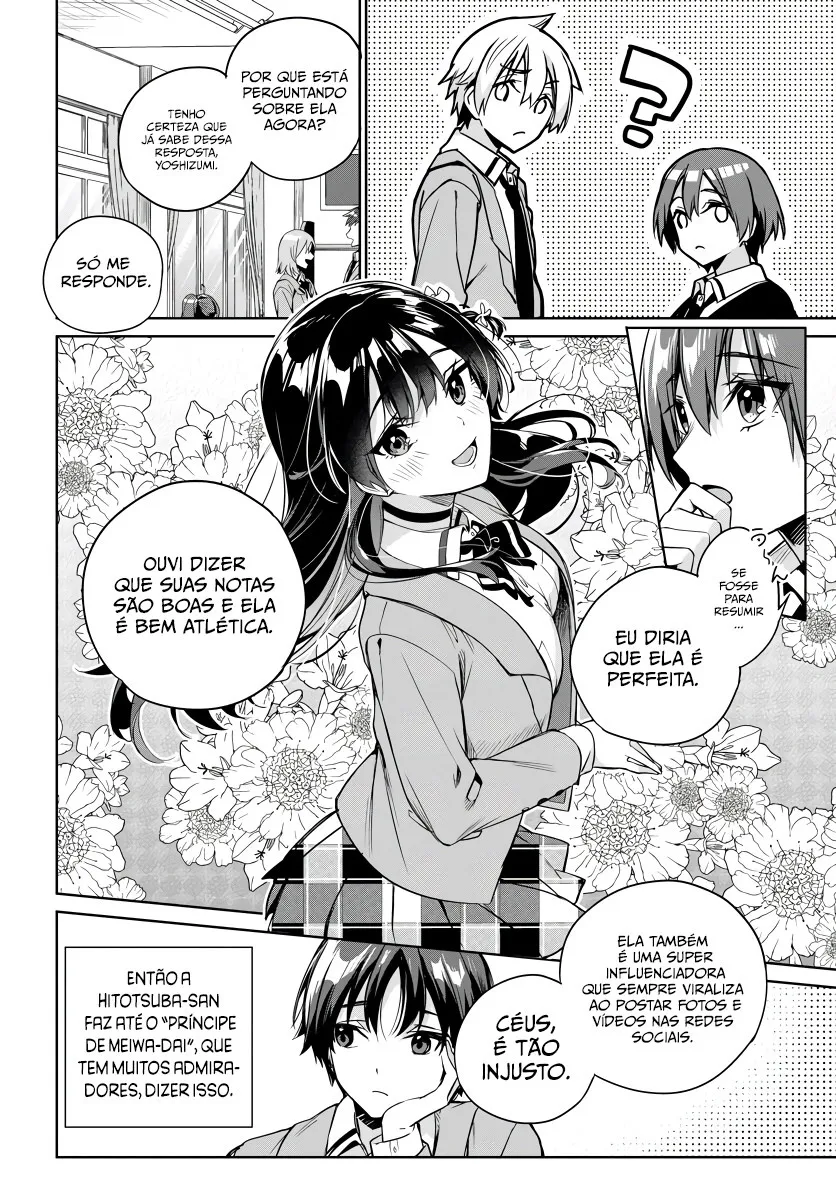 POR QUE ESTÁ
PERGUNTANDO
SOBRE ELA
AGORA?
TENHO
CERTEZA QUE
JÁ SABE DESSA
RESPOSTA,
YOSHIZUMI.
SÓ ME
RESPONDE.
?
っ
ん
SE
FOSSE
PARA
RESUMIR
...
EU DIRIA
QUE ELA É
PERFEITA.
OUVI DIZER
QUE SUAS NOTAS
SÃO BOAS E ELA
É BEM ATLÉTICA.
ELA TAMBÉM
É UMA SUPER
INFLUENCIADORA
QUE SEMPRE VIRALIZA
AO POSTAR FOTOS E
VÍDEOS NAS REDES
SOCIAIS.
CÉUS,
É TÃO
INJUSTO.
ENTÃO A
HITOTSUBA-SAN
FAZ ATÉ O "PRÍNCIPE
DE MEIWA-DAI", QUE
TEM MUITOS ADMIRA-
DORES, DIZER ISSO.